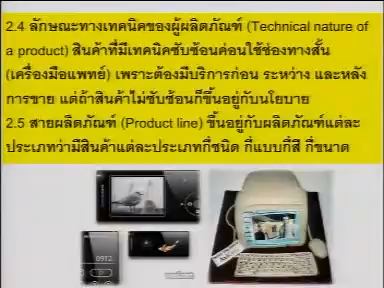 2.4 ลักษณะทางเทคนิคของผู้ผลิตภัณฑ์ (Technical nature of
a product) สินค้าที่มีเทคนิคซับซ้อนค่อนใช้ช่องทางสั้น
(เครื่องมือแพทย์) เพราะต้องมีบริการก่อน ระหว่าง และหลัง
การขาย แต่ถ้าสินค้าไม่ซับซ้อนก็ขึ้นอยู่กับนโยบาย
2.5 สายผลิตภัณฑ์ (Product line) ขึ้นอยู่กับผลิตภัณฑ์แต่ละ
ประเภทว่ามีสินค้าแต่ละประเภทกี่ชนิด กี่แบบกี่สี กี่ขนาด
0912